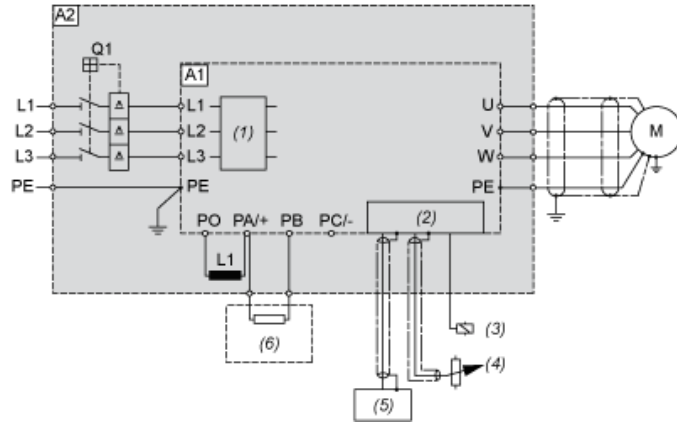 A2
Q1
A1
L1 L1 U
L2 (1) L2 V M
L3 L3 W
PE PE PE
(2)
PO PA/+ PB PC/-
L1
(3)
(6) (4)
(5)